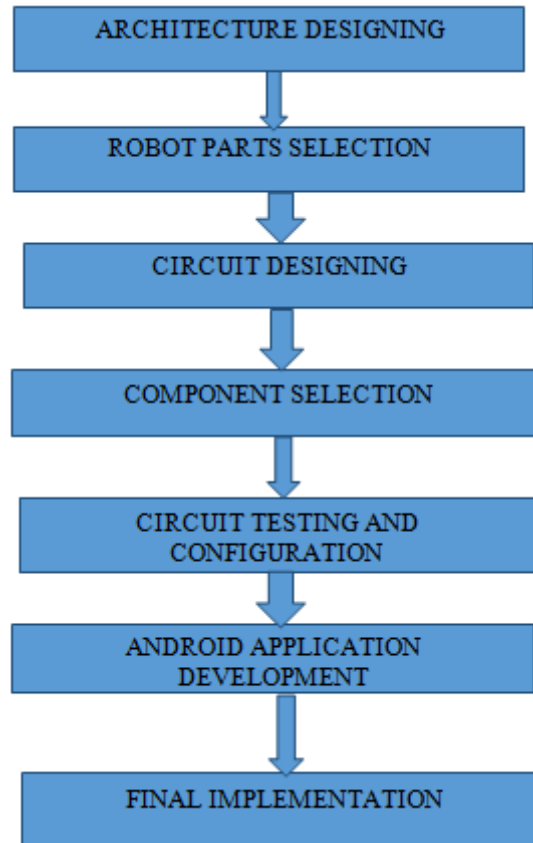 ARCHITECTURE DESIGNING
ROBOT PARTS SELECTION
CIRCUIT DESIGNING
COMPONENT SELECTION
CIRCUIT TESTING AND
CONFIGURATION
ANDROID APPLICATION
DEVELOPMENT
FINAL IMPLEMENTATION